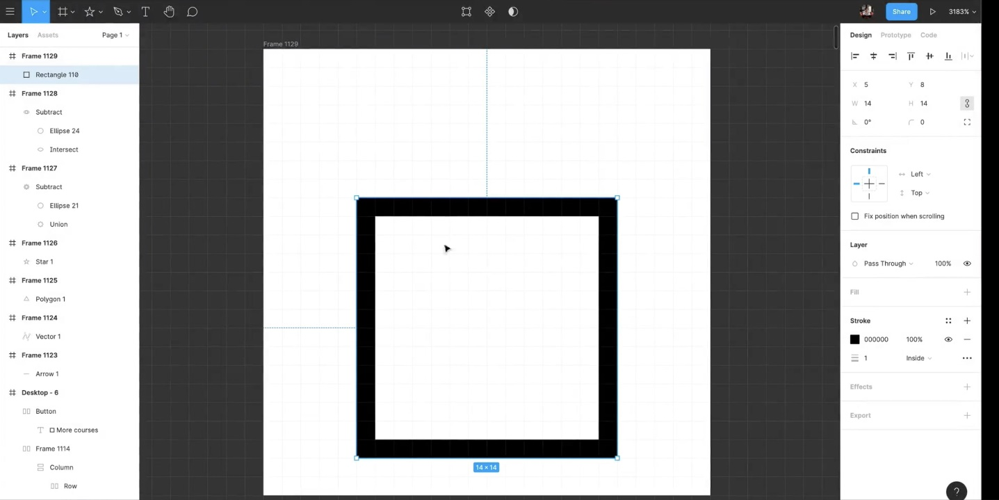 Share
3183%
Layers
Assets
Page 1
Frame 1129
Rectangle 110
Frame 1128
Subtract
Ellipse 24
Intersect
Frame 1127
Subtract
Ellipse 21
Union
Frame 1126
Star 1
Frame 1125
Polygon 1
Frame 1124
Vector 1
Frame 1123
Arrow 1
Desktop - 6
Button
More courses
Frame 1114
Column
Row
Frame 1129
14 × 14
Design
Prototype
Code
X 5
Y 8
W 14
H 14
0°
0
Constraints
Left
Top
Fix position when scrolling
Layer
Pass Through
100%
Fill
Stroke
000000
100%
1
Inside
Effects
Export
?